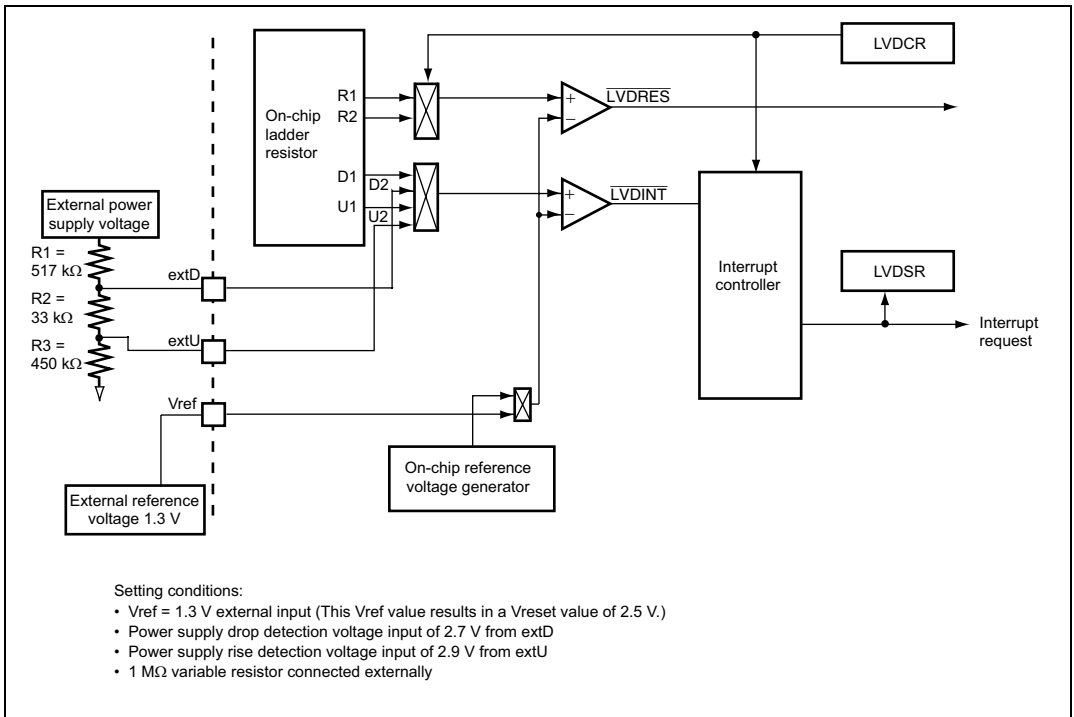 LVDCR
On-chip
ladder
resistor
R1
R2
D1
D2
U1
U2
+
−
LVDRES
+
−
LVDINT
External power
supply voltage
R1 =
517 kΩ
R2 =
33 kΩ
R3 =
450 kΩ
extD
extU
Vref
Interrupt
controller
LVDSR
Interrupt
request
On-chip reference
voltage generator
External reference
voltage 1.3 V
Setting conditions:
• Vref = 1.3 V external input (This Vref value results in a Vreset value of 2.5 V.)
• Power supply drop detection voltage input of 2.7 V from extD
• Power supply rise detection voltage input of 2.9 V from extU
• 1 MΩ variable resistor connected externally